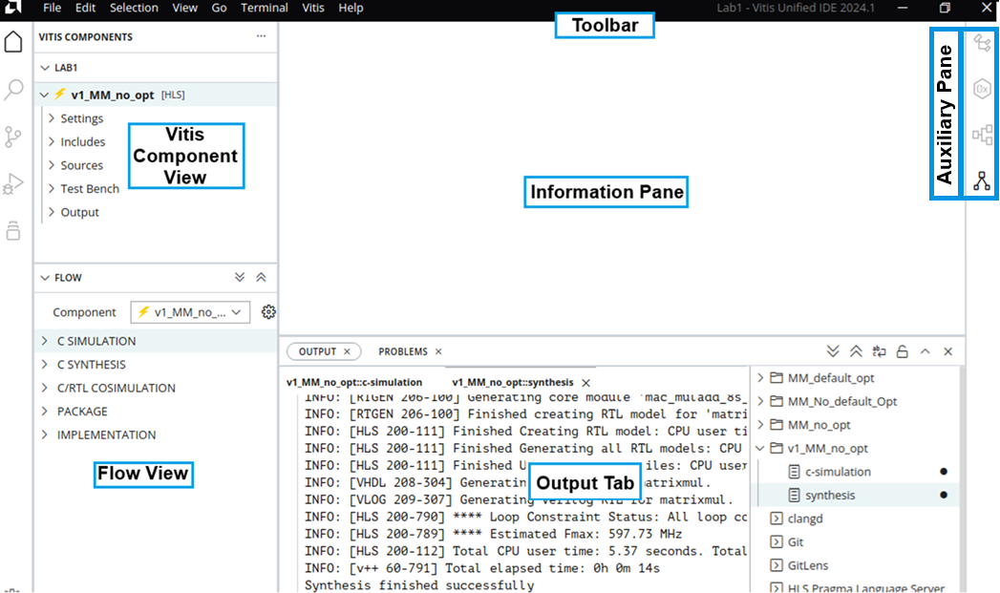 File Edit Selection View Go Terminal Vitis Help
Lab1 - Vitis Unified IDE 2024.1
Toolbar
VITIS COMPONENTS
LAB1
v1_MM_no_opt [HLS]
Settings
Includes
Sources
Test Bench
Output
Vitis
Component
View
Information Pane
Auxiliary Pane
0x
FLOW
Component v1_MM_no_...
C SIMULATION
C SYNTHESIS
C/RTL COSIMULATION
PACKAGE
IMPLEMENTATION
Flow View
OUTPUT PROBLEMS
v1_MM_no_opt::c-simulation v1_MM_no_opt::synthesis
INFO: [RTGEN 206-100] Generating core module 'mac_muladd_8s_
INFO: [RTGEN 206-100] Finished creating RTL model for 'matri
INFO: [HLS 200-111] Finished Creating RTL model: CPU user ti
INFO: [HLS 200-111] Finished Generating all RTL models: CPU
INFO: [HLS 200-111] Finished U iles: CPU user
INFO: [VHDL 208-304] Generatin atrixmul.
INFO: [VLOG 209-307] Generating Verilog RTL for matrixmul.
INFO: [HLS 200-790] **** Loop Constraint Status: All loop co
INFO: [HLS 200-789] **** Estimated Fmax: 597.73 MHz
INFO: [HLS 200-112] Total CPU user time: 5.37 seconds. Total
INFO: [v++ 60-791] Total elapsed time: 0h 0m 14s
Synthesis finished successfully
Output Tab
MM_default_opt
MM_No_default_Opt
MM_no_opt
v1_MM_no_opt
c-simulation
synthesis
clangd
Git
GitLens
HLS Pragma Language Server